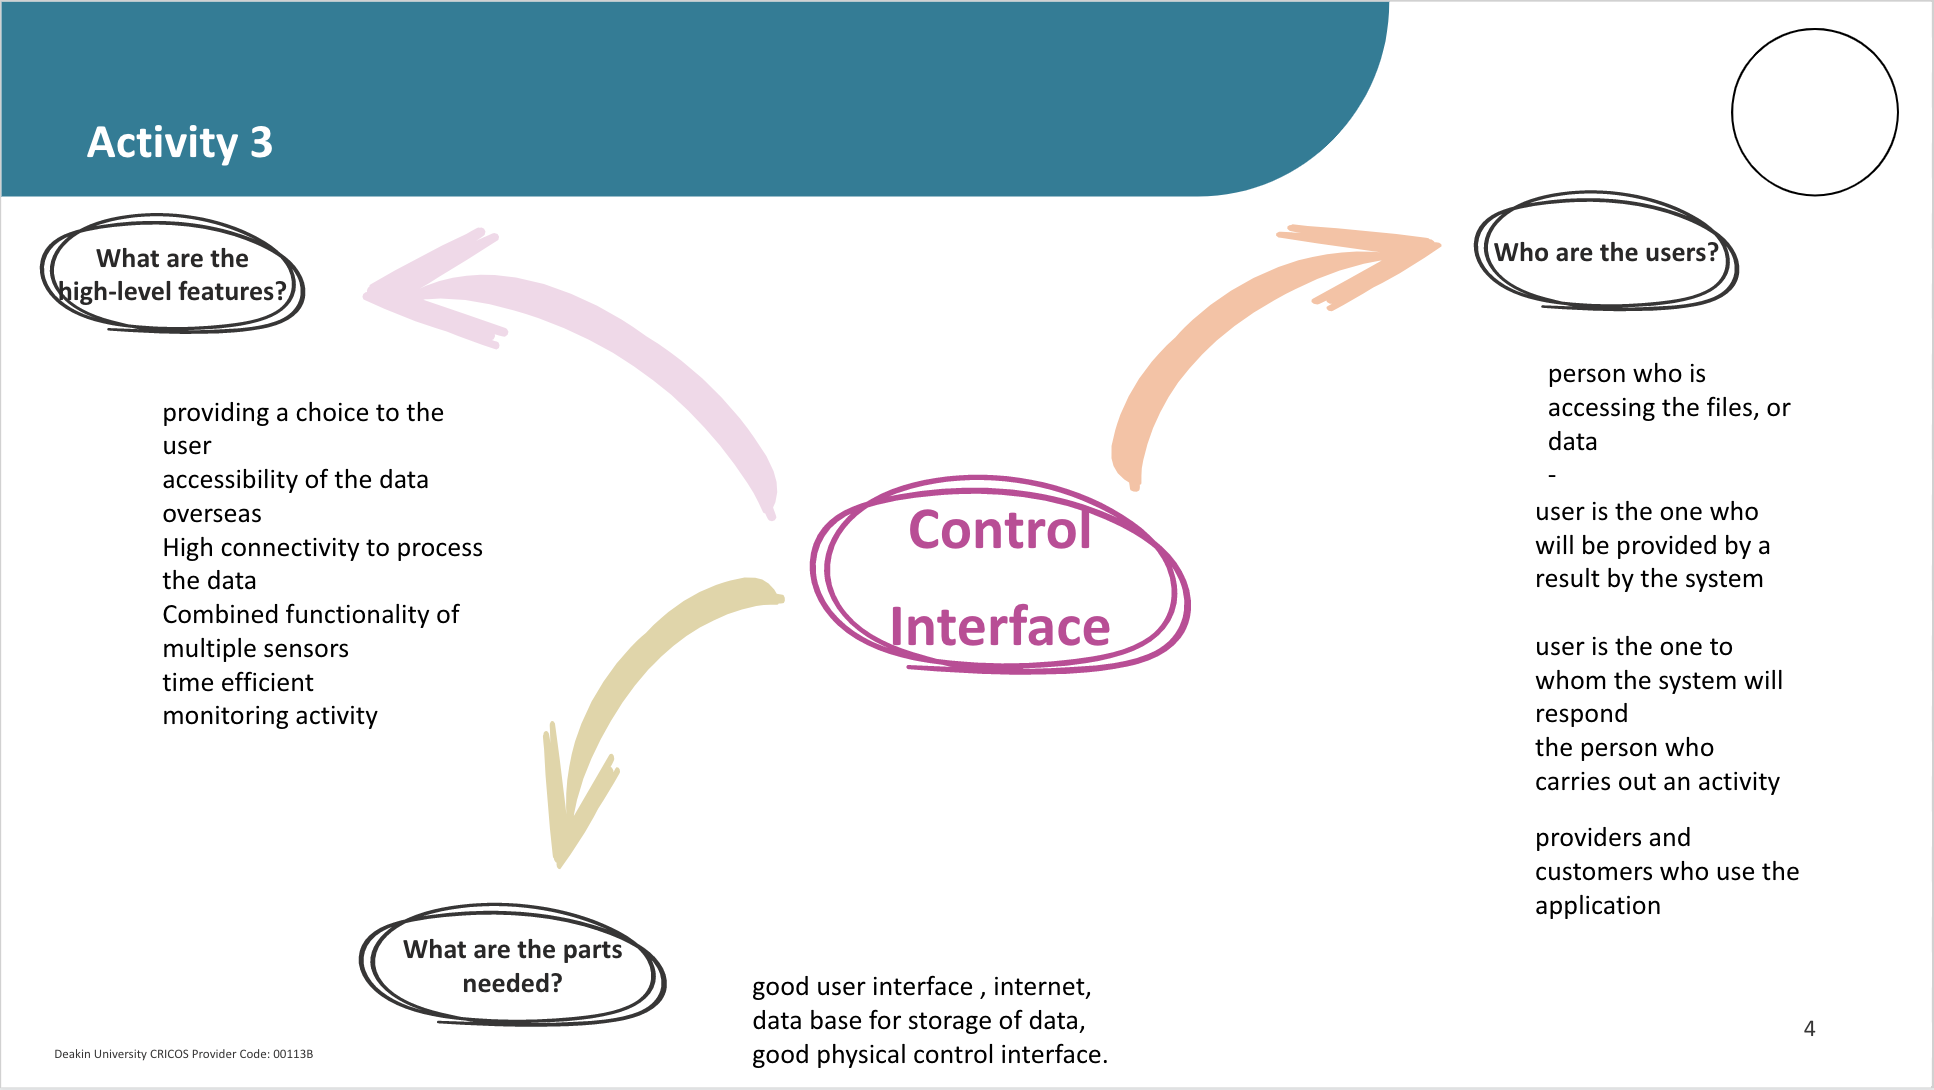 Activity 3
What are the
high-level features?
Who are the users?
providing a choice to the
user
accessibility of the data
overseas
High connectivity to process
the data
Combined functionality of
multiple sensors
time efficient
monitoring activity
Control
Interface
person who is
accessing the files, or
data
-
user is the one who
will be provided by a
result by the system
user is the one to
whom the system will
respond
the person who
carries out an activity
providers and
customers who use the
application
What are the parts
needed?
good user interface , internet,
data base for storage of data,
good physical control interface.
Deakin University CRICOS Provider Code: 00113B
4